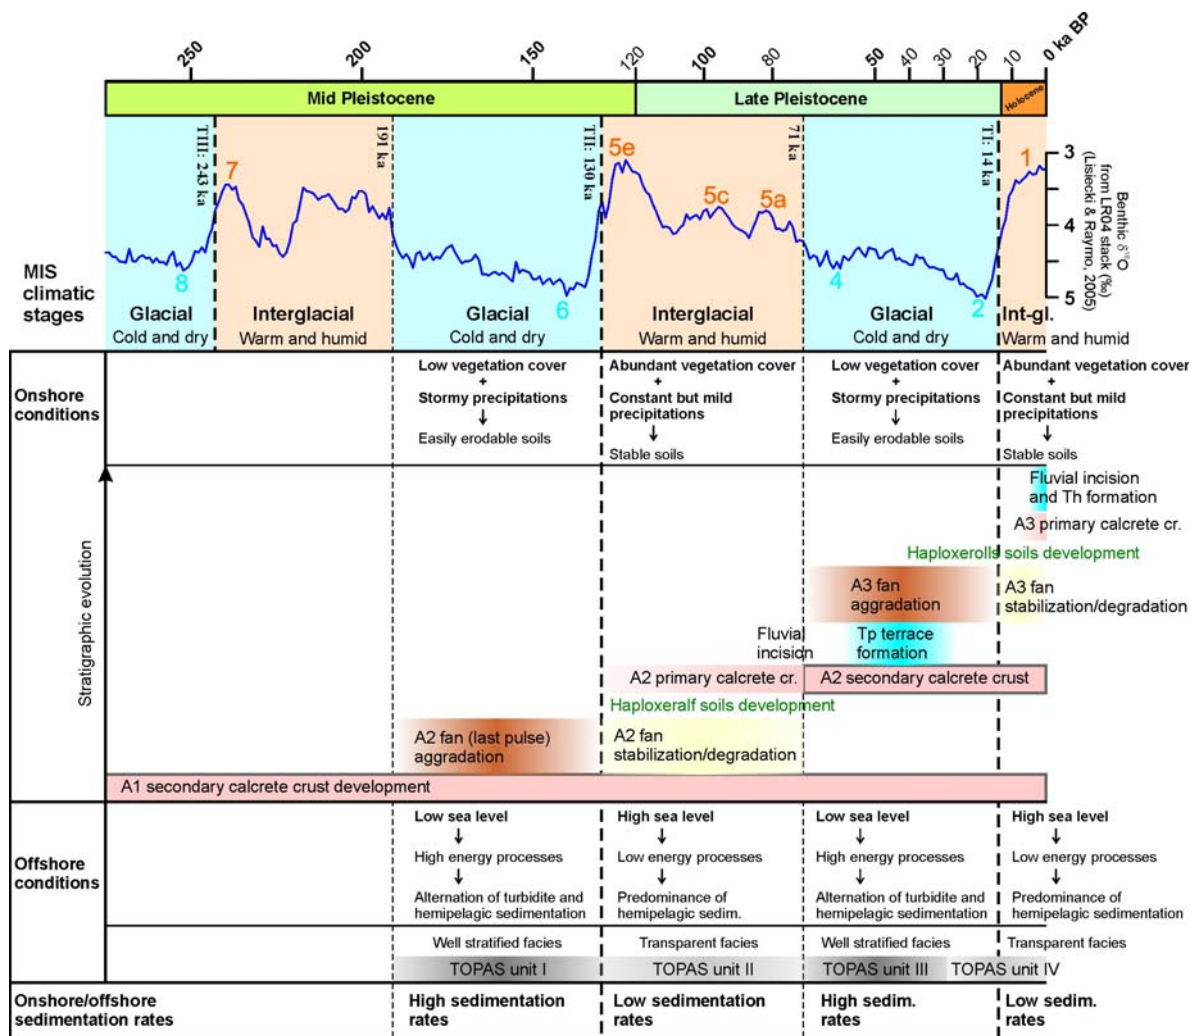 250
200
150
120
100
80
50
40
30
20
10
0 ka BP
Mid Pleistocene
Late Pleistocene
Holocene
TIII: 243 ka
191 ka
TII: 130 ka
71 ka
TI: 14 ka
7
5e
5c
5a
1
8
6
4
2
3
4
5
Benthic δ18O
from LR04 stack (‰)
(Lisiecki & Raymo, 2005)
MIS
climatic
stages
Glacial
Cold and dry
Interglacial
Warm and humid
Glacial
Cold and dry
Interglacial
Warm and humid
Glacial
Cold and dry
Int-gl.
Warm and humid
Onshore
conditions
Low vegetation cover
+
Stormy precipitations
Easily erodable soils
Abundant vegetation cover
+
Constant but mild
precipitations
Stable soils
Low vegetation cover
+
Stormy precipitations
Easily erodable soils
Abundant vegetation cover
+
Constant but mild
precipitations
Stable soils
Stratigraphic evolution
Fluvial incision
and Th formation
A3 primary calcrete cr.
Haploxerolls soils development
A3 fan
aggradation
A3 fan
stabilization/degradation
Fluvial
incision
Tp terrace
formation
A2 primary calcrete cr.
A2 secondary calcrete crust
Haploxeralf soils development
A2 fan (last pulse)
aggradation
A2 fan
stabilization/degradation
A1 secondary calcrete crust development
Offshore
conditions
Low sea level
High energy processes
Alternation of turbidite and
hemipelagic sedimentation
High sea level
Low energy processes
Predominance of
hemipelagic sedim.
Low sea level
High energy processes
Alternation of turbidite and
hemipelagic sedimentation
High sea level
Low energy processes
Predominance of
hemipelagic sedimentation
Well stratified facies
Transparent facies
Well stratified facies
Transparent facies
TOPAS unit I
TOPAS unit II
TOPAS unit III
TOPAS unit IV
Onshore/offshore
sedimentation rates
High sedimentation
rates
Low sedimentation
rates
High sedim.
rates
Low sedim.
rates